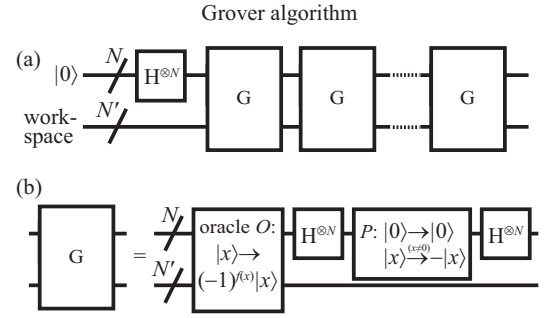 Grover algorithm
(a) |0⟩ N H⊗N G G G
work-
space N'
(b)
G = N N' oracle O:
|x⟩→
(-1)f(x)|x⟩
H⊗N
P: |0⟩→|0⟩
(x≠0)
|x⟩→-|x⟩
H⊗N